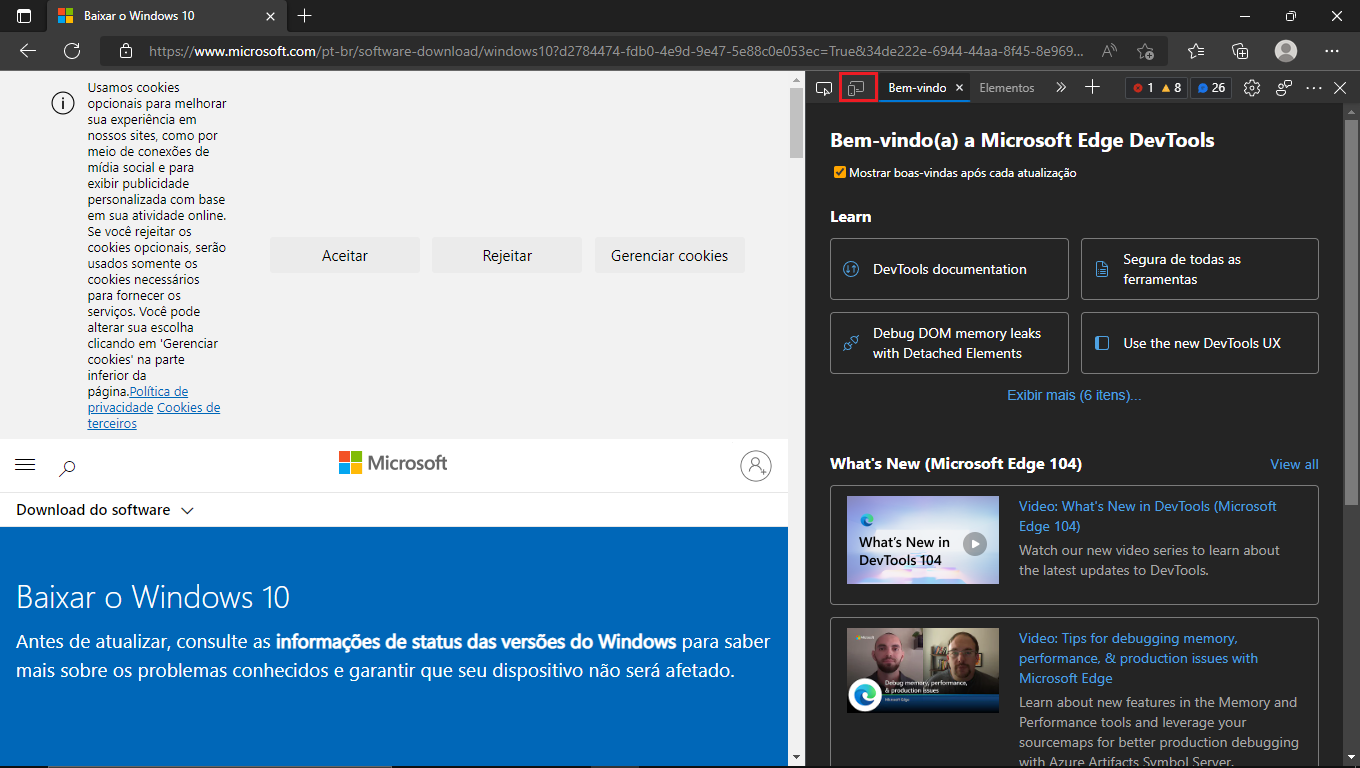 Baixar o Windows 10
https://www.microsoft.com/pt-br/software-download/windows10?d2784474-fdb0-4e9d-9e47-5e88c0e053ec=True&34de222e-6944-44aa-8f45-8e969...
Usamos cookies
opcionais para melhorar
sua experiência em
nossos sites, como por
meio de conexões de
mídia social e para
exibir publicidade
personalizada com base
em sua atividade online.
Se você rejeitar os
cookies opcionais, serão
usados somente os
cookies necessários
para fornecer os
serviços. Você pode
alterar sua escolha
clicando em 'Gerenciar
cookies' na parte
inferior da
página.Política de
privacidade Cookies de
terceiros
Aceitar
Rejeitar
Gerenciar cookies
Microsoft
Download do software
Baixar o Windows 10
Antes de atualizar, consulte as informações de status das versões do Windows para saber
mais sobre os problemas conhecidos e garantir que seu dispositivo não será afetado.
Bem-vindo Elementos 1 8 26
Bem-vindo(a) a Microsoft Edge DevTools
Mostrar boas-vindas após cada atualização
Learn
DevTools documentation
Segura de todas as
ferramentas
Debug DOM memory leaks
with Detached Elements
Use the new DevTools UX
Exibir mais (6 itens)...
What's New (Microsoft Edge 104)
View all
What's New in
DevTools 104
Video: What's New in DevTools (Microsoft
Edge 104)
Watch our new video series to learn about
the latest updates to DevTools.
Microsoft
Debug memory, performance,
& production issues
Microsoft Edge
Video: Tips for debugging memory,
performance, & production issues with
Microsoft Edge
Learn about new features in the Memory and
Performance tools and leverage your
sourcemaps for better production debugging
with Azure Artifacts Symbol Server.